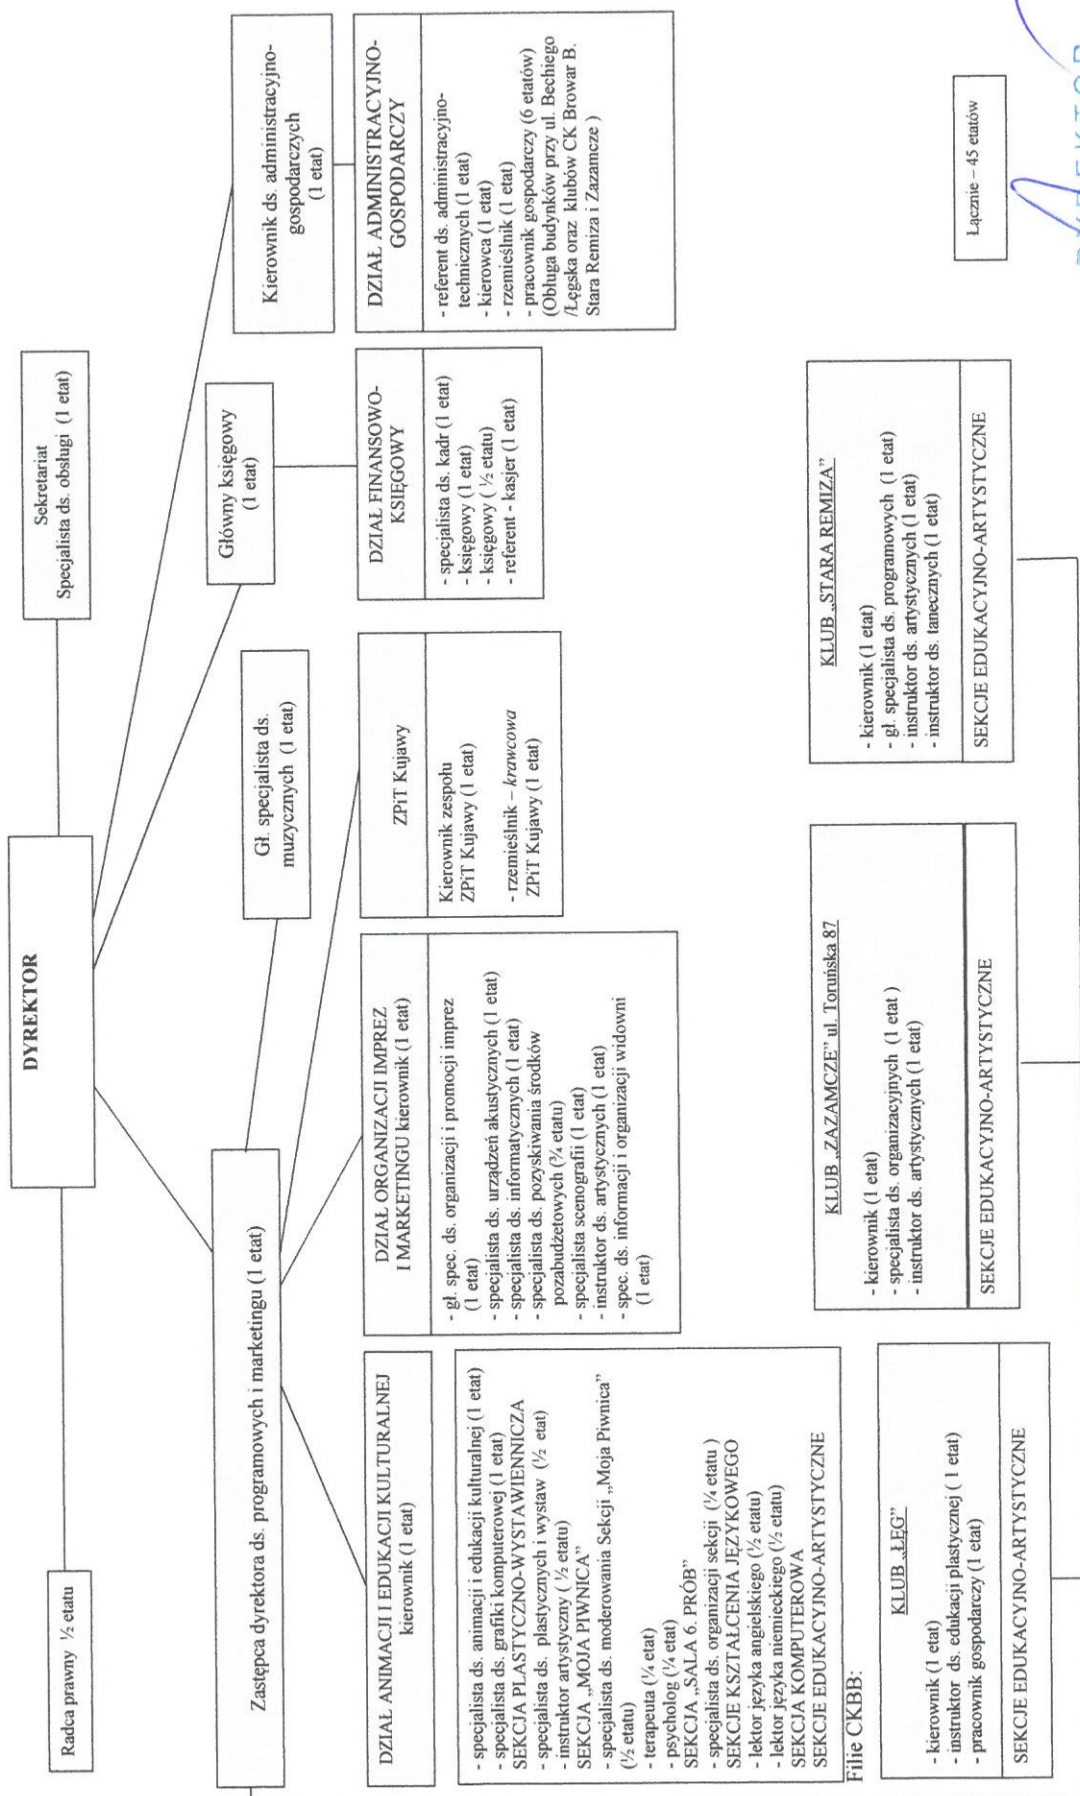 DYREKTOR
Radca prawny ½ etatu
Sekretariat
Specjalista ds. obsługi (1 etat)
Zastępca dyrektora ds. programowych i marketingu (1 etat)
Gł. specjalista ds.
muzycznych (1 etat)
Główny księgowy
(1 etat)
Kierownik ds. administracyjno-
gospodarczych
(1 etat)
DZIAŁ ANIMACJI I EDUKACJI KULTURALNEJ
kierownik (1 etat)
- specjalista ds. animacji i edukacji kulturalnej (1 etat)
- specjalista ds. grafiki komputerowej (1 etat)
SEKCJA PLASTYCZNO-WYSTAWIENNICZA
- specjalista ds. plastycznych i wystaw (½ etat)
- instruktor artystyczny ( ½ etatu)
SEKCJA „MOJA PIWNICA”
- specjalista ds. moderowania Sekcji „Moja Piwnica”
(½ etatu)
- terapeuta (¼ etat)
- psycholog (¼ etat)
SEKCJA „SALA 6. PRÓB”
- specjalista ds. organizacji sekcji (¼ etatu )
SEKCJE KSZTAŁCENIA JĘZYKOWEGO
- lektor języka angielskiego (½ etatu)
- lektor języka niemieckiego (½ etatu)
SEKCJA KOMPUTEROWA
SEKCJE EDUKACYJNO-ARTYSTYCZNE
DZIAŁ ORGANIZACJI IMPREZ
I MARKETINGU kierownik (1 etat)
- gł. spec. ds. organizacji i promocji imprez
(1 etat)
- specjalista ds. urządzeń akustycznych (1 etat)
- specjalista ds. informatycznych (1 etat)
- specjalista ds. pozyskiwania środków
pozabudżetowych (¾ etatu)
- specjalista scenografii (1 etat)
- instruktor ds. artystycznych (1 etat)
- spec. ds. informacji i organizacji widowni
(1 etat)
ZPiT Kujawy
Kierownik zespołu
ZPiT Kujawy (1 etat)
- rzemieślnik – krawcowa
ZPiT Kujawy (1 etat)
DZIAŁ FINANSOWO-
KSIĘGOWY
- specjalista ds. kadr (1 etat)
- księgowy (1 etat)
- księgowy ( ½ etatu)
- referent - kasjer (1 etat)
DZIAŁ ADMINISTRACYJNO-
GOSPODARCZY
- referent ds. administracyjno-
technicznych (1 etat)
- kierowca (1 etat)
- rzemieślnik (1 etat)
- pracownik gospodarczy (6 etatów)
(Obługa budynków przy ul. Bechiego
/Łęgska oraz klubów CK Browar B.
Stara Remiza i Zazamcze )
Filie CKBB:
KLUB „ŁĘG”
- kierownik (1 etat)
- instruktor ds. edukacji plastycznej ( 1 etat)
- pracownik gospodarczy (1 etat)
SEKCJE EDUKACYJNO-ARTYSTYCZNE
KLUB „ZAZAMCZE” ul. Toruńska 87
- kierownik (1 etat)
- specjalista ds. organizacyjnych (1 etat )
- instruktor ds. artystycznych (1 etat)
SEKCJE EDUKACYJNO-ARTYSTYCZNE
KLUB „STARA REMIZA”
- kierownik (1 etat)
- gł. specjalista ds. programowych (1 etat)
- instruktor ds. artystycznych (1 etat)
- instruktor ds. tanecznych (1 etat)
SEKCJE EDUKACYJNO-ARTYSTYCZNE
Łącznie – 45 etatów